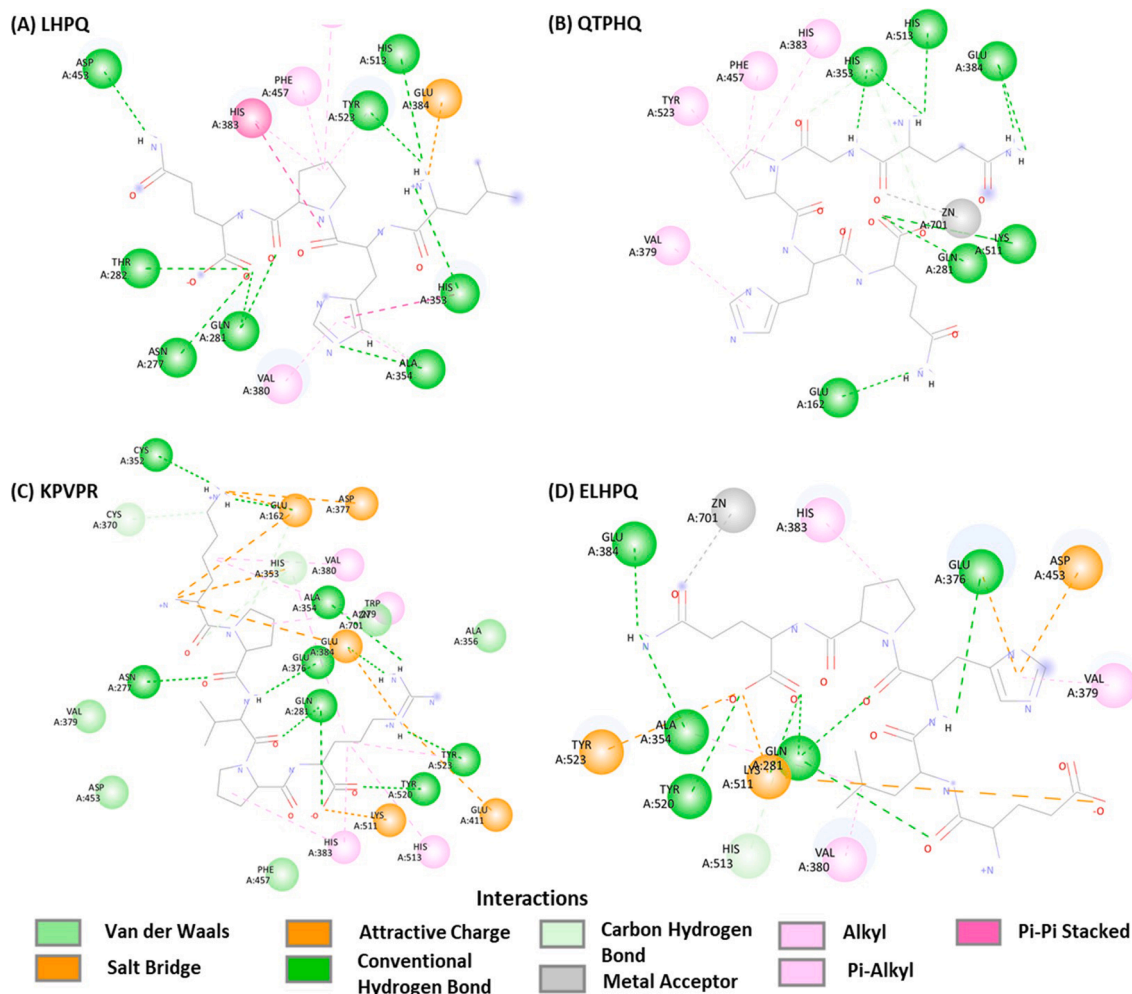 (A) LHPQ
ASP
A:453
HIS
A:513
PHE
A:457
GLU
A:384
HIS
A:383
TYR
A:523
THR
A:282
GLN
A:281
ASN
A:277
HIS
A:353
ALA
A:354
VAL
A:380
H
N
H
O
N
O
-O
O
N
O
N
O
+N
H
H
N
N
H
(B) QTPHQ
HIS
A:383
HIS
A:513
PHE
A:457
HIS
A:353
GLU
A:384
TYR
A:523
ZN
A:701
LYS
A:511
GLN
A:281
VAL
A:379
GLU
A:162
+N
H
O
H
N
N
N
H
H
O
O
O
O
O
N
O
N
N
N
O
H
N
H
(C) KPVPR
CYS
A:352
GLU
A:162
ASP
A:377
CYS
A:370
HIS
A:353
VAL
A:380
ALA
A:354
TRP
A:279
ZN
A:701
GLU
A:384
ALA
A:356
GLU
A:376
ASN
A:277
GLN
A:281
VAL
A:379
TYR
A:523
ASP
A:453
TYR
A:520
LYS
A:511
GLU
A:411
HIS
A:383
HIS
A:513
PHE
A:457
H
+N
H
+N
O
N
O
N
H
O
N
N
O
O
-O
N
H
N
N
+N
H
(D) ELHPQ
ZN
A:701
HIS
A:383
GLU
A:384
GLU
A:376
ASP
A:453
VAL
A:379
TYR
A:523
ALA
A:354
GLN
A:281
LYS
A:511
TYR
A:520
HIS
A:513
VAL
A:380
O
H
N
H
N
O
N
O
-O
O
N
H
N
N
O
N
O
O
-O
+N
Interactions
Van der Waals
Salt Bridge
Attractive Charge
Conventional
Hydrogen Bond
Carbon Hydrogen
Bond
Metal Acceptor
Alkyl
Pi-Alkyl
Pi-Pi Stacked